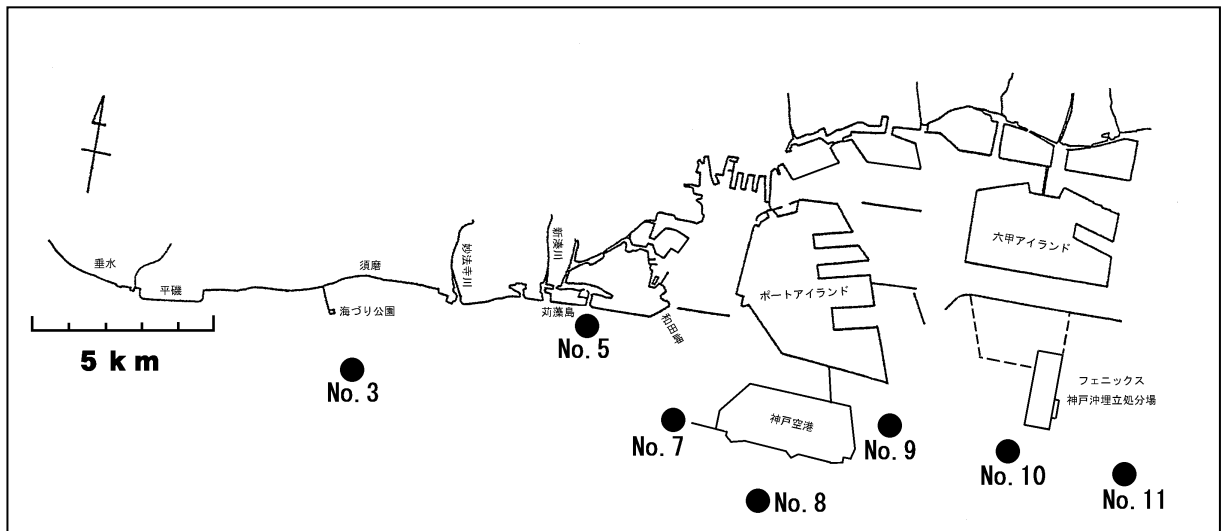 垂水
平磯
須磨
海づり公園
妙法寺川
新湊川
苅藻島
和田岬
ポートアイランド
六甲アイランド
神戸空港
フェニックス
神戸沖埋立処分場
5 km
No.3
No.5
No.7
No.8
No.9
No.10
No.11